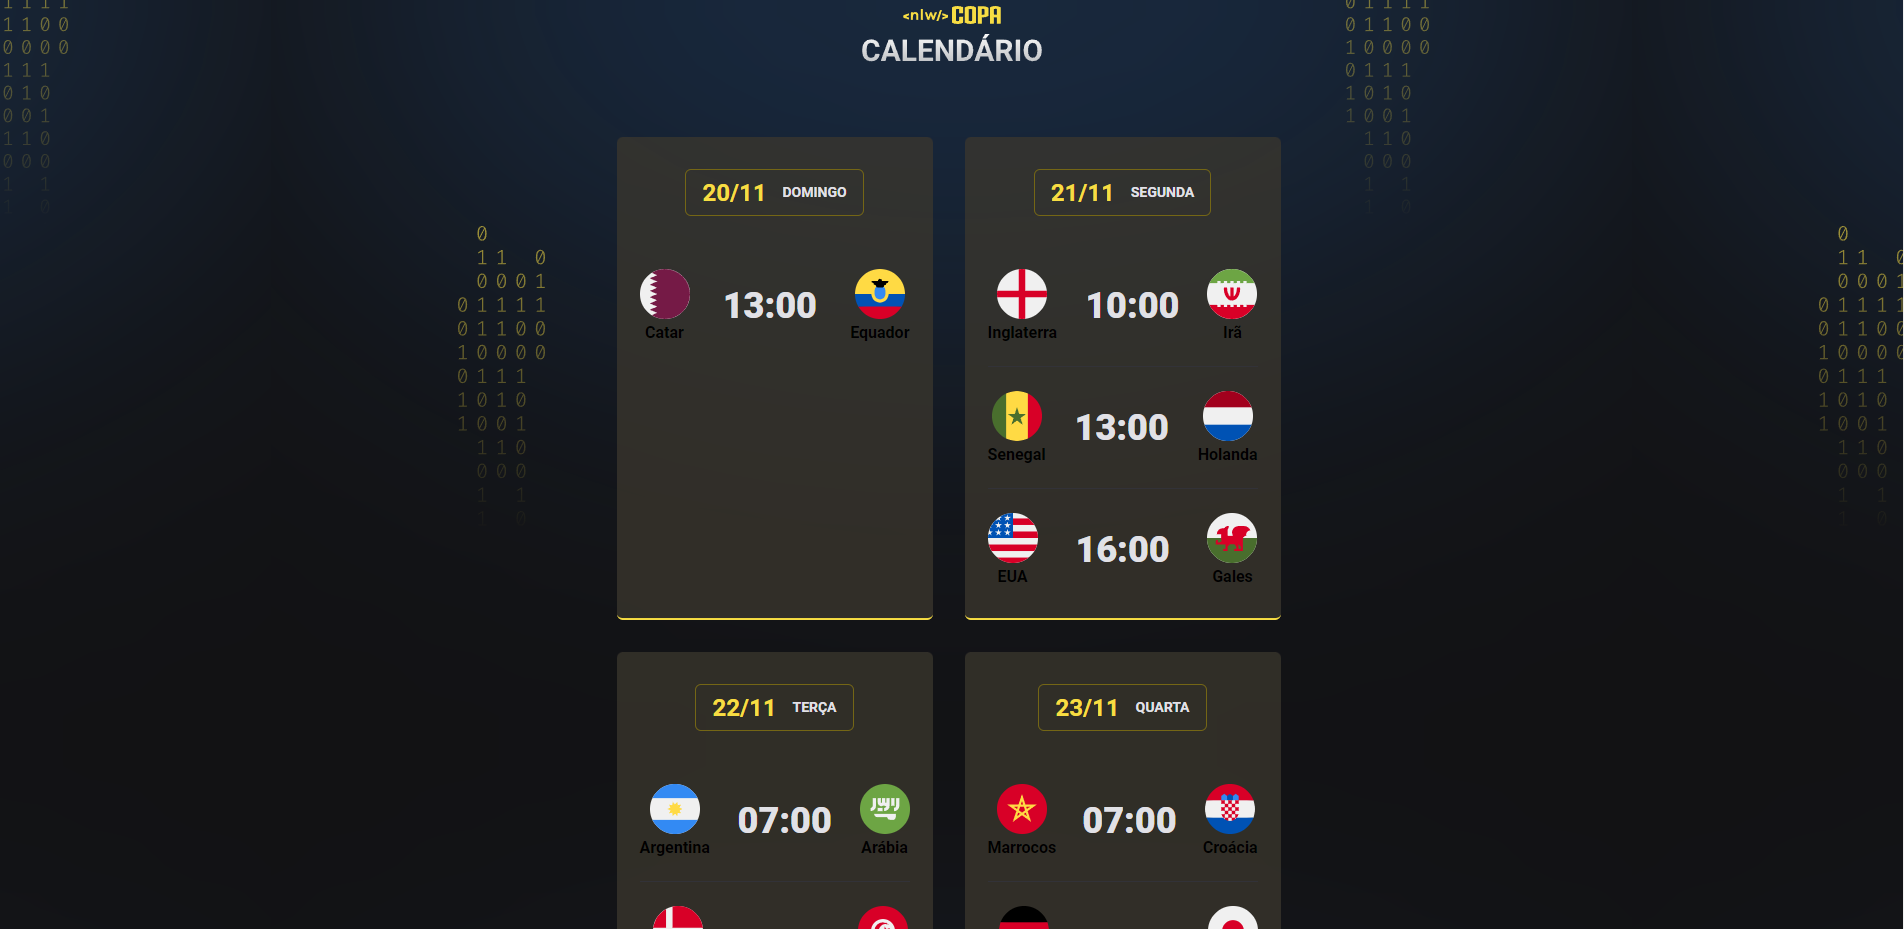 <nlw/> COPA
CALENDÁRIO
20/11 DOMINGO
Catar
13:00
Equador
21/11 SEGUNDA
Inglaterra
10:00
Irã
Senegal
13:00
Holanda
EUA
16:00
Gales
22/11 TERÇA
Argentina
07:00
Arábia
23/11 QUARTA
Marrocos
07:00
Croácia